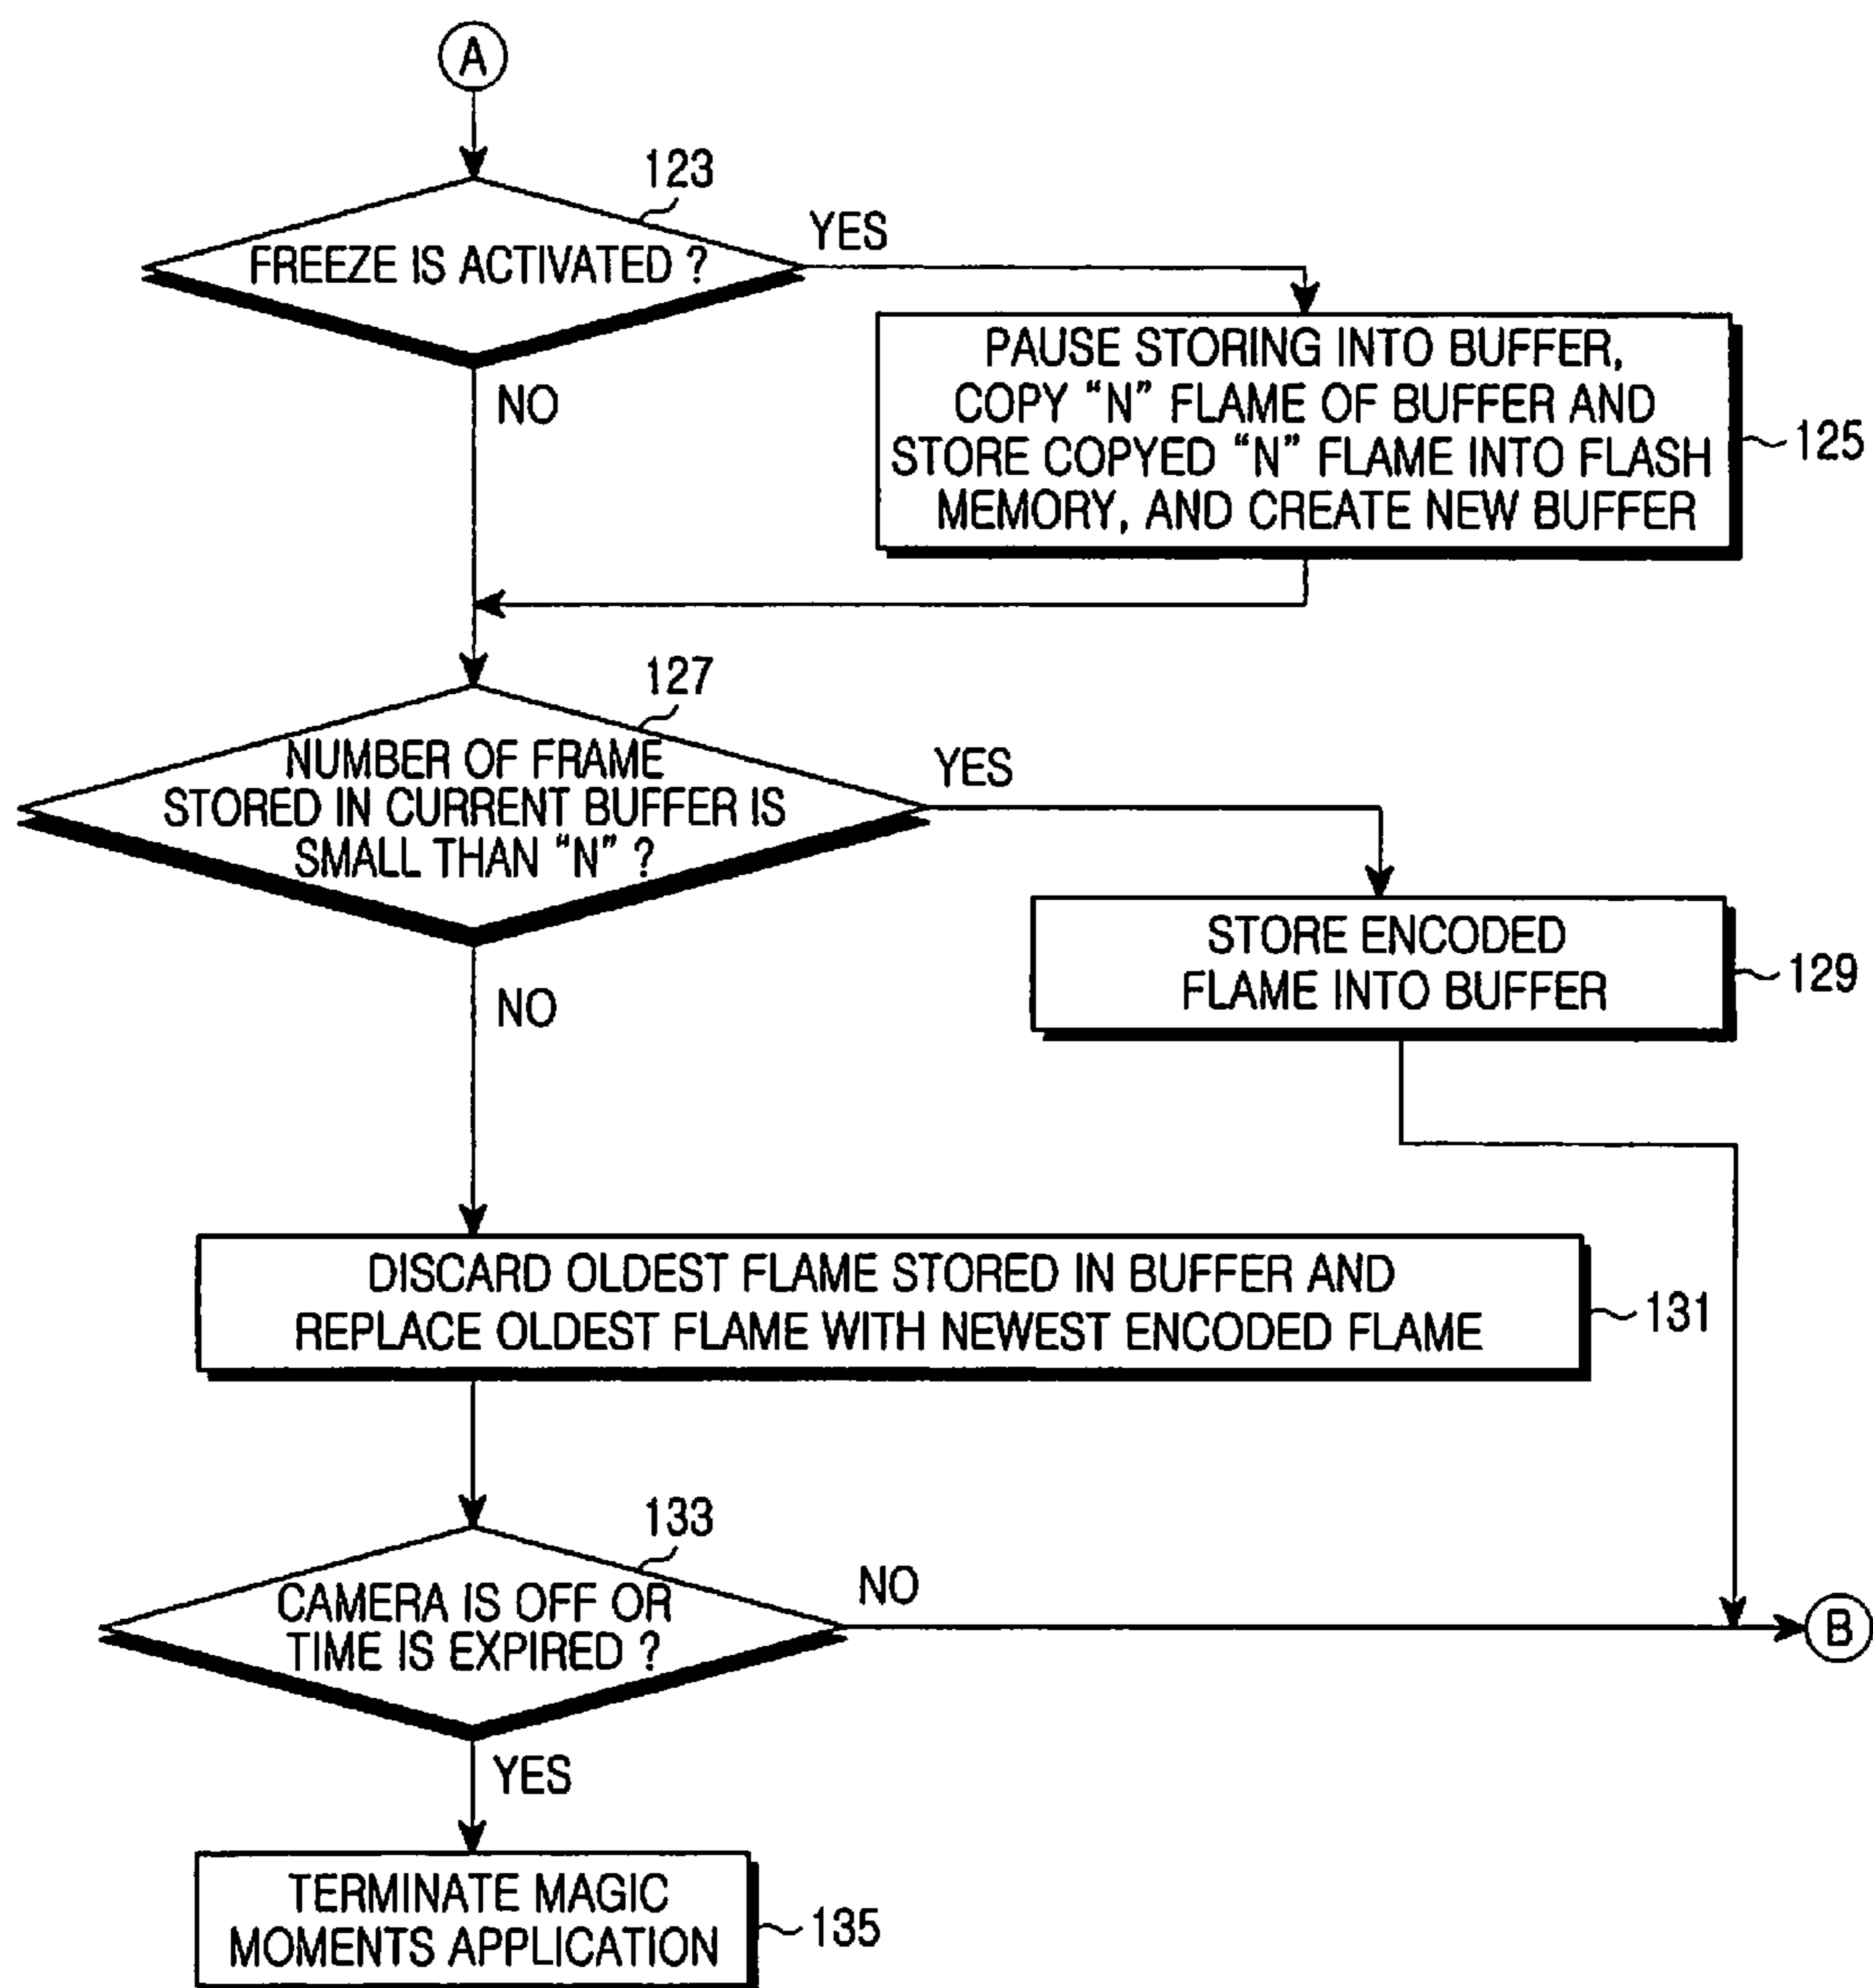 A
123
FREEZE IS ACTIVATED ?
YES
NO
PAUSE STORING INTO BUFFER,
COPY “N” FLAME OF BUFFER AND
STORE COPYED “N” FLAME INTO FLASH
MEMORY, AND CREATE NEW BUFFER
125
127
NUMBER OF FRAME
STORED IN CURRENT BUFFER IS
SMALL THAN “N” ?
YES
NO
STORE ENCODED
FLAME INTO BUFFER
129
DISCARD OLDEST FLAME STORED IN BUFFER AND
REPLACE OLDEST FLAME WITH NEWEST ENCODED FLAME
131
133
CAMERA IS OFF OR
TIME IS EXPIRED ?
NO
B
YES
TERMINATE MAGIC
MOMENTS APPLICATION
135